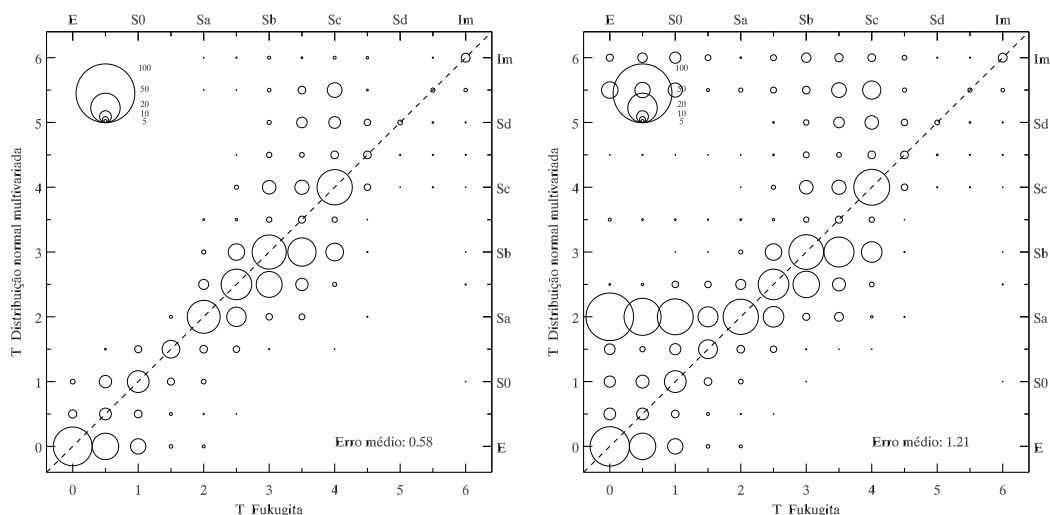 E S0 Sa Sb Sc Sd Im
6 Im
100
50
20
10
5
5 Sd
4 Sc
3 Sb
2 Sa
1 S0
0 E
T Distribuição normal multivariada
Erro médio: 0.58
0 1 2 3 4 5 6
T Fukugita
E S0 Sa Sb Sc Sd Im
6 Im
100
50
20
10
5
5 Sd
4 Sc
3 Sb
2 Sa
1 S0
0 E
T Distribuição normal multivariada
Erro médio: 1.21
0 1 2 3 4 5 6
T Fukugita